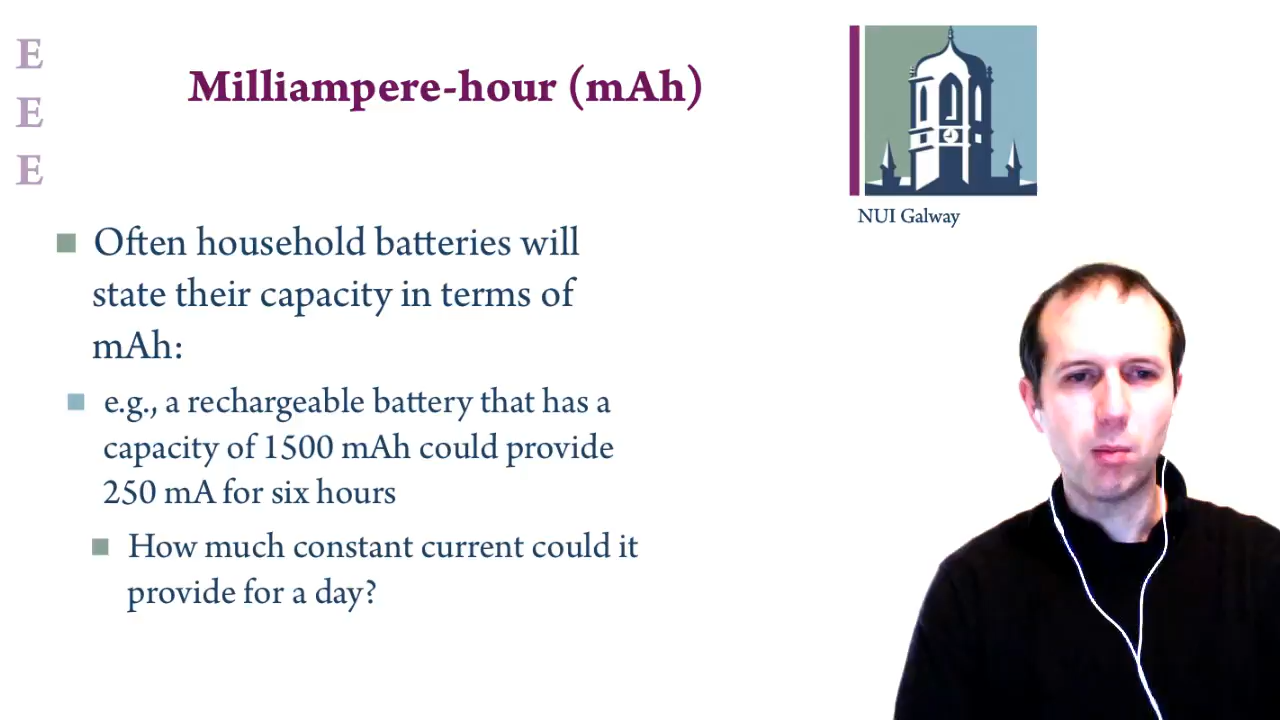 E
E
E
Milliampere-hour (mAh)
NUI Galway
Often household batteries will
state their capacity in terms of
mAh:
e.g., a rechargeable battery that has a
capacity of 1500 mAh could provide
250 mA for six hours
How much constant current could it
provide for a day?